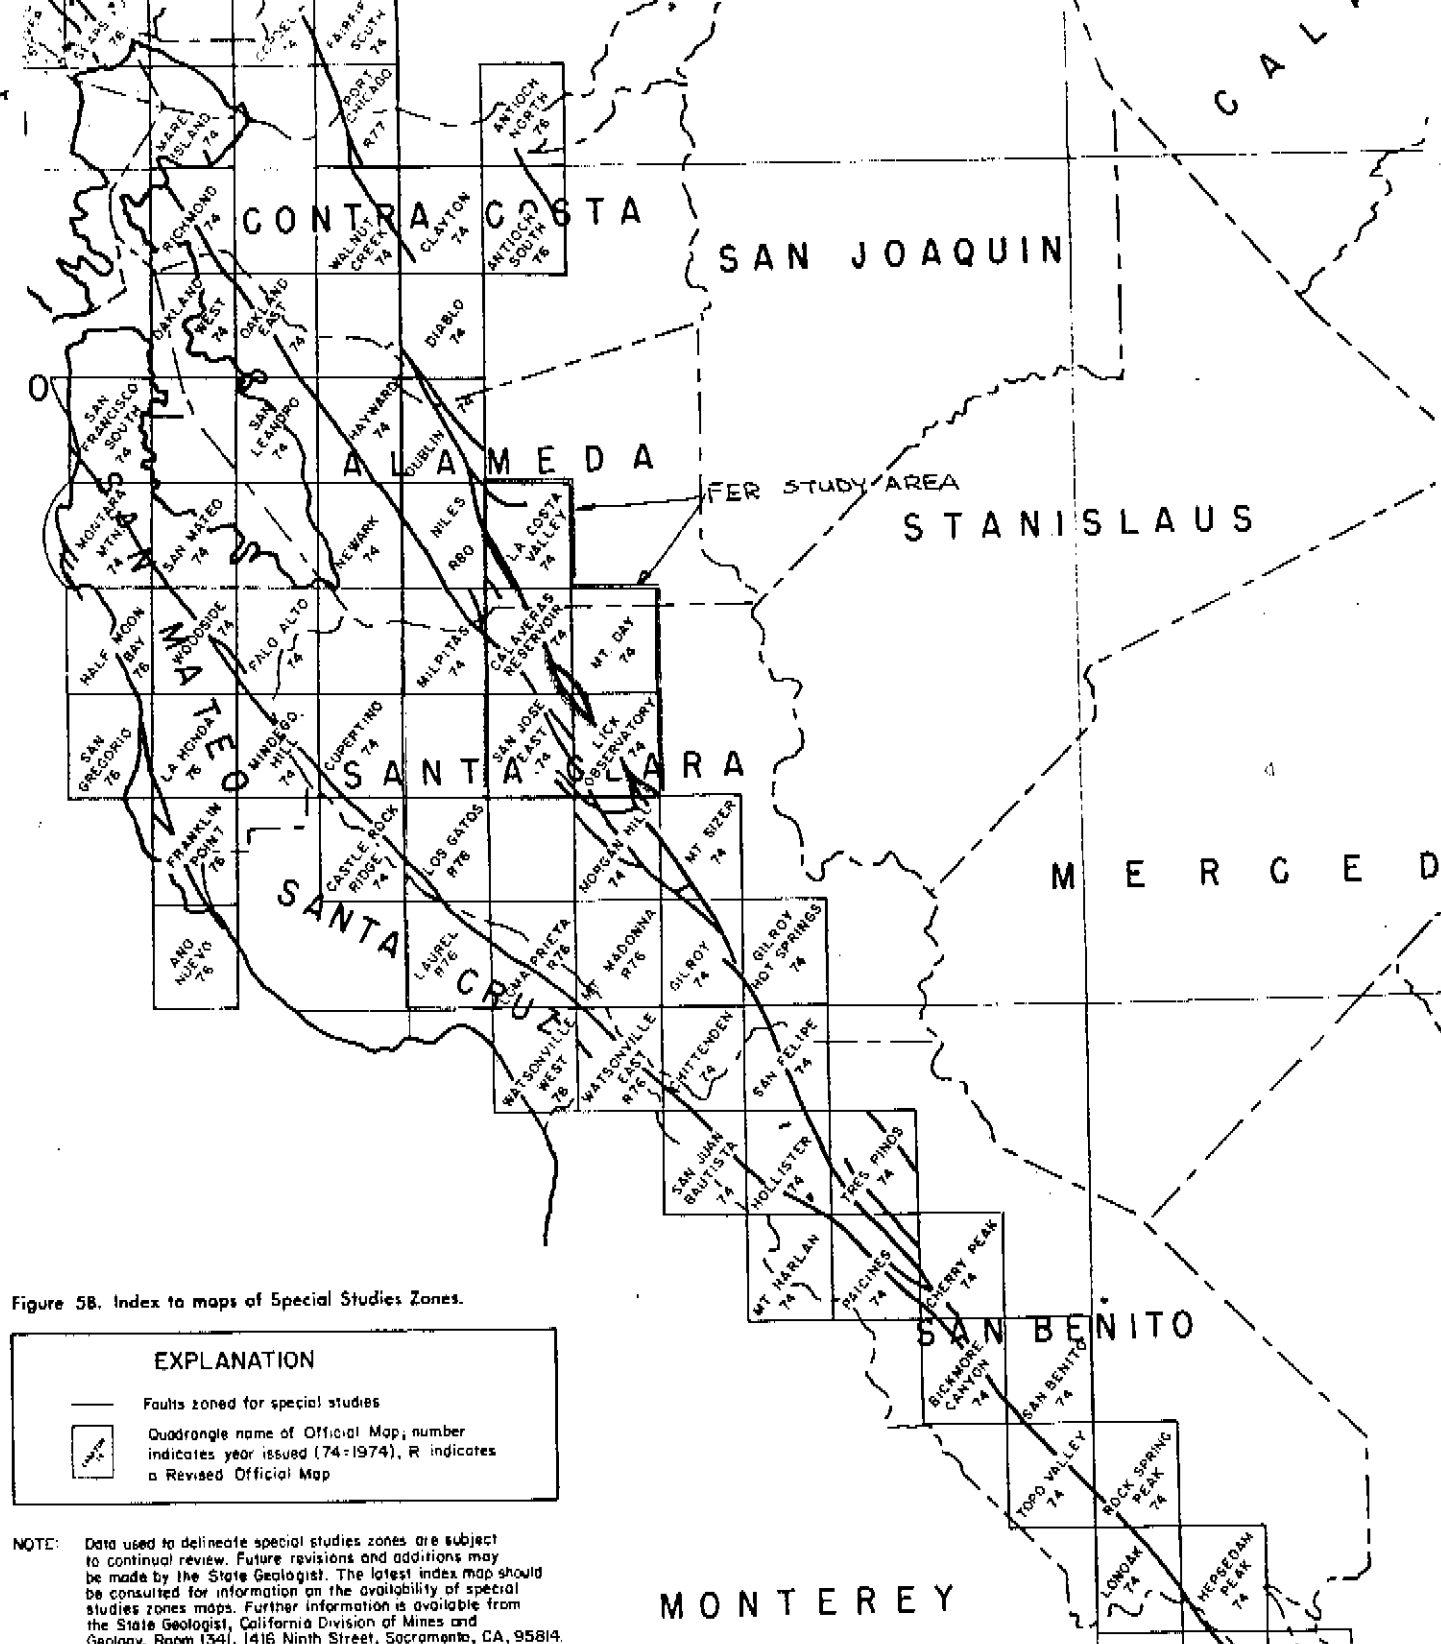 CAL
CORDEL
74
FAIRFIELD
SOUTH
74
MARE
ISLAND
74
PORT
CHICAGO
R77
ANTIOCH
NORTH
76
RICHMOND
74
CONTRA COSTA
WALNUT
CREEK
74
CLAYTON
74
ANTIOCH
SOUTH
76
SAN JOAQUIN
OAKLAND
WEST
74
OAKLAND
EAST
74
DIABLO
74
SAN
FRANCISCO
SOUTH
74
SAN
LEANDRO
74
HAYWARD
74
DUBLIN
74
ALAMEDA
FER STUDY AREA
STANISLAUS
MONTARA
MTN.
74
SAN MATEO
74
NEWARK
74
NILES
R80
LA COSTA
VALLEY
74
SAN MATEO
HALF MOON
BAY
76
WOODSIDE
74
PALO ALTO
74
MILPITAS
74
CALAVERAS
RESERVOIR
74
MT. DAY
74
SAN
GREGORIO
76
LA HONDA
76
MINDEGO
HILL
74
CUPERTINO
74
SAN JOSE
EAST
74
LICK
OBSERVATORY
74
SANTA CLARA
FRANKLIN
POINT
76
CASTLE ROCK
RIDGE
74
LOS GATOS
R76
MORGAN HILL
74
MT SIZER
74
MERCED
SANTA CRUZ
ANO
NUEVO
76
LAUREL
R76
LOMA PRIETA
R76
MT MADONNA
R76
GILROY
74
GILROY
HOT SPRINGS
74
WATSONVILLE
WEST
76
WATSONVILLE
EAST
R76
CHITTENDEN
74
SAN FELIPE
74
SAN JUAN
BAUTISTA
74
HOLLISTER
74
TRES PINOS
74
MT HARLAN
74
PAICINES
74
CHERRY PEAK
74
SAN BENITO
BICKMORE
CANYON
74
SAN BENITO
74
TOPO VALLEY
74
ROCK SPRING
PEAK
74
LONOAK
74
HEPSEDAM
PEAK
74
MONTEREY
Figure 5B. Index to maps of Special Studies Zones.
EXPLANATION
Faults zoned for special studies
Quadrangle name of Official Map; number
indicates year issued (74=1974), R indicates
a Revised Official Map
NOTE: Data used to delineate special studies zones are subject
to continual review. Future revisions and additions may
be made by the State Geologist. The latest index map should
be consulted for information on the availability of special
studies zones maps. Further information is available from
the State Geologist, California Division of Mines and
Geology, Room 1341, 1416 Ninth Street, Sacramento, CA, 95814.